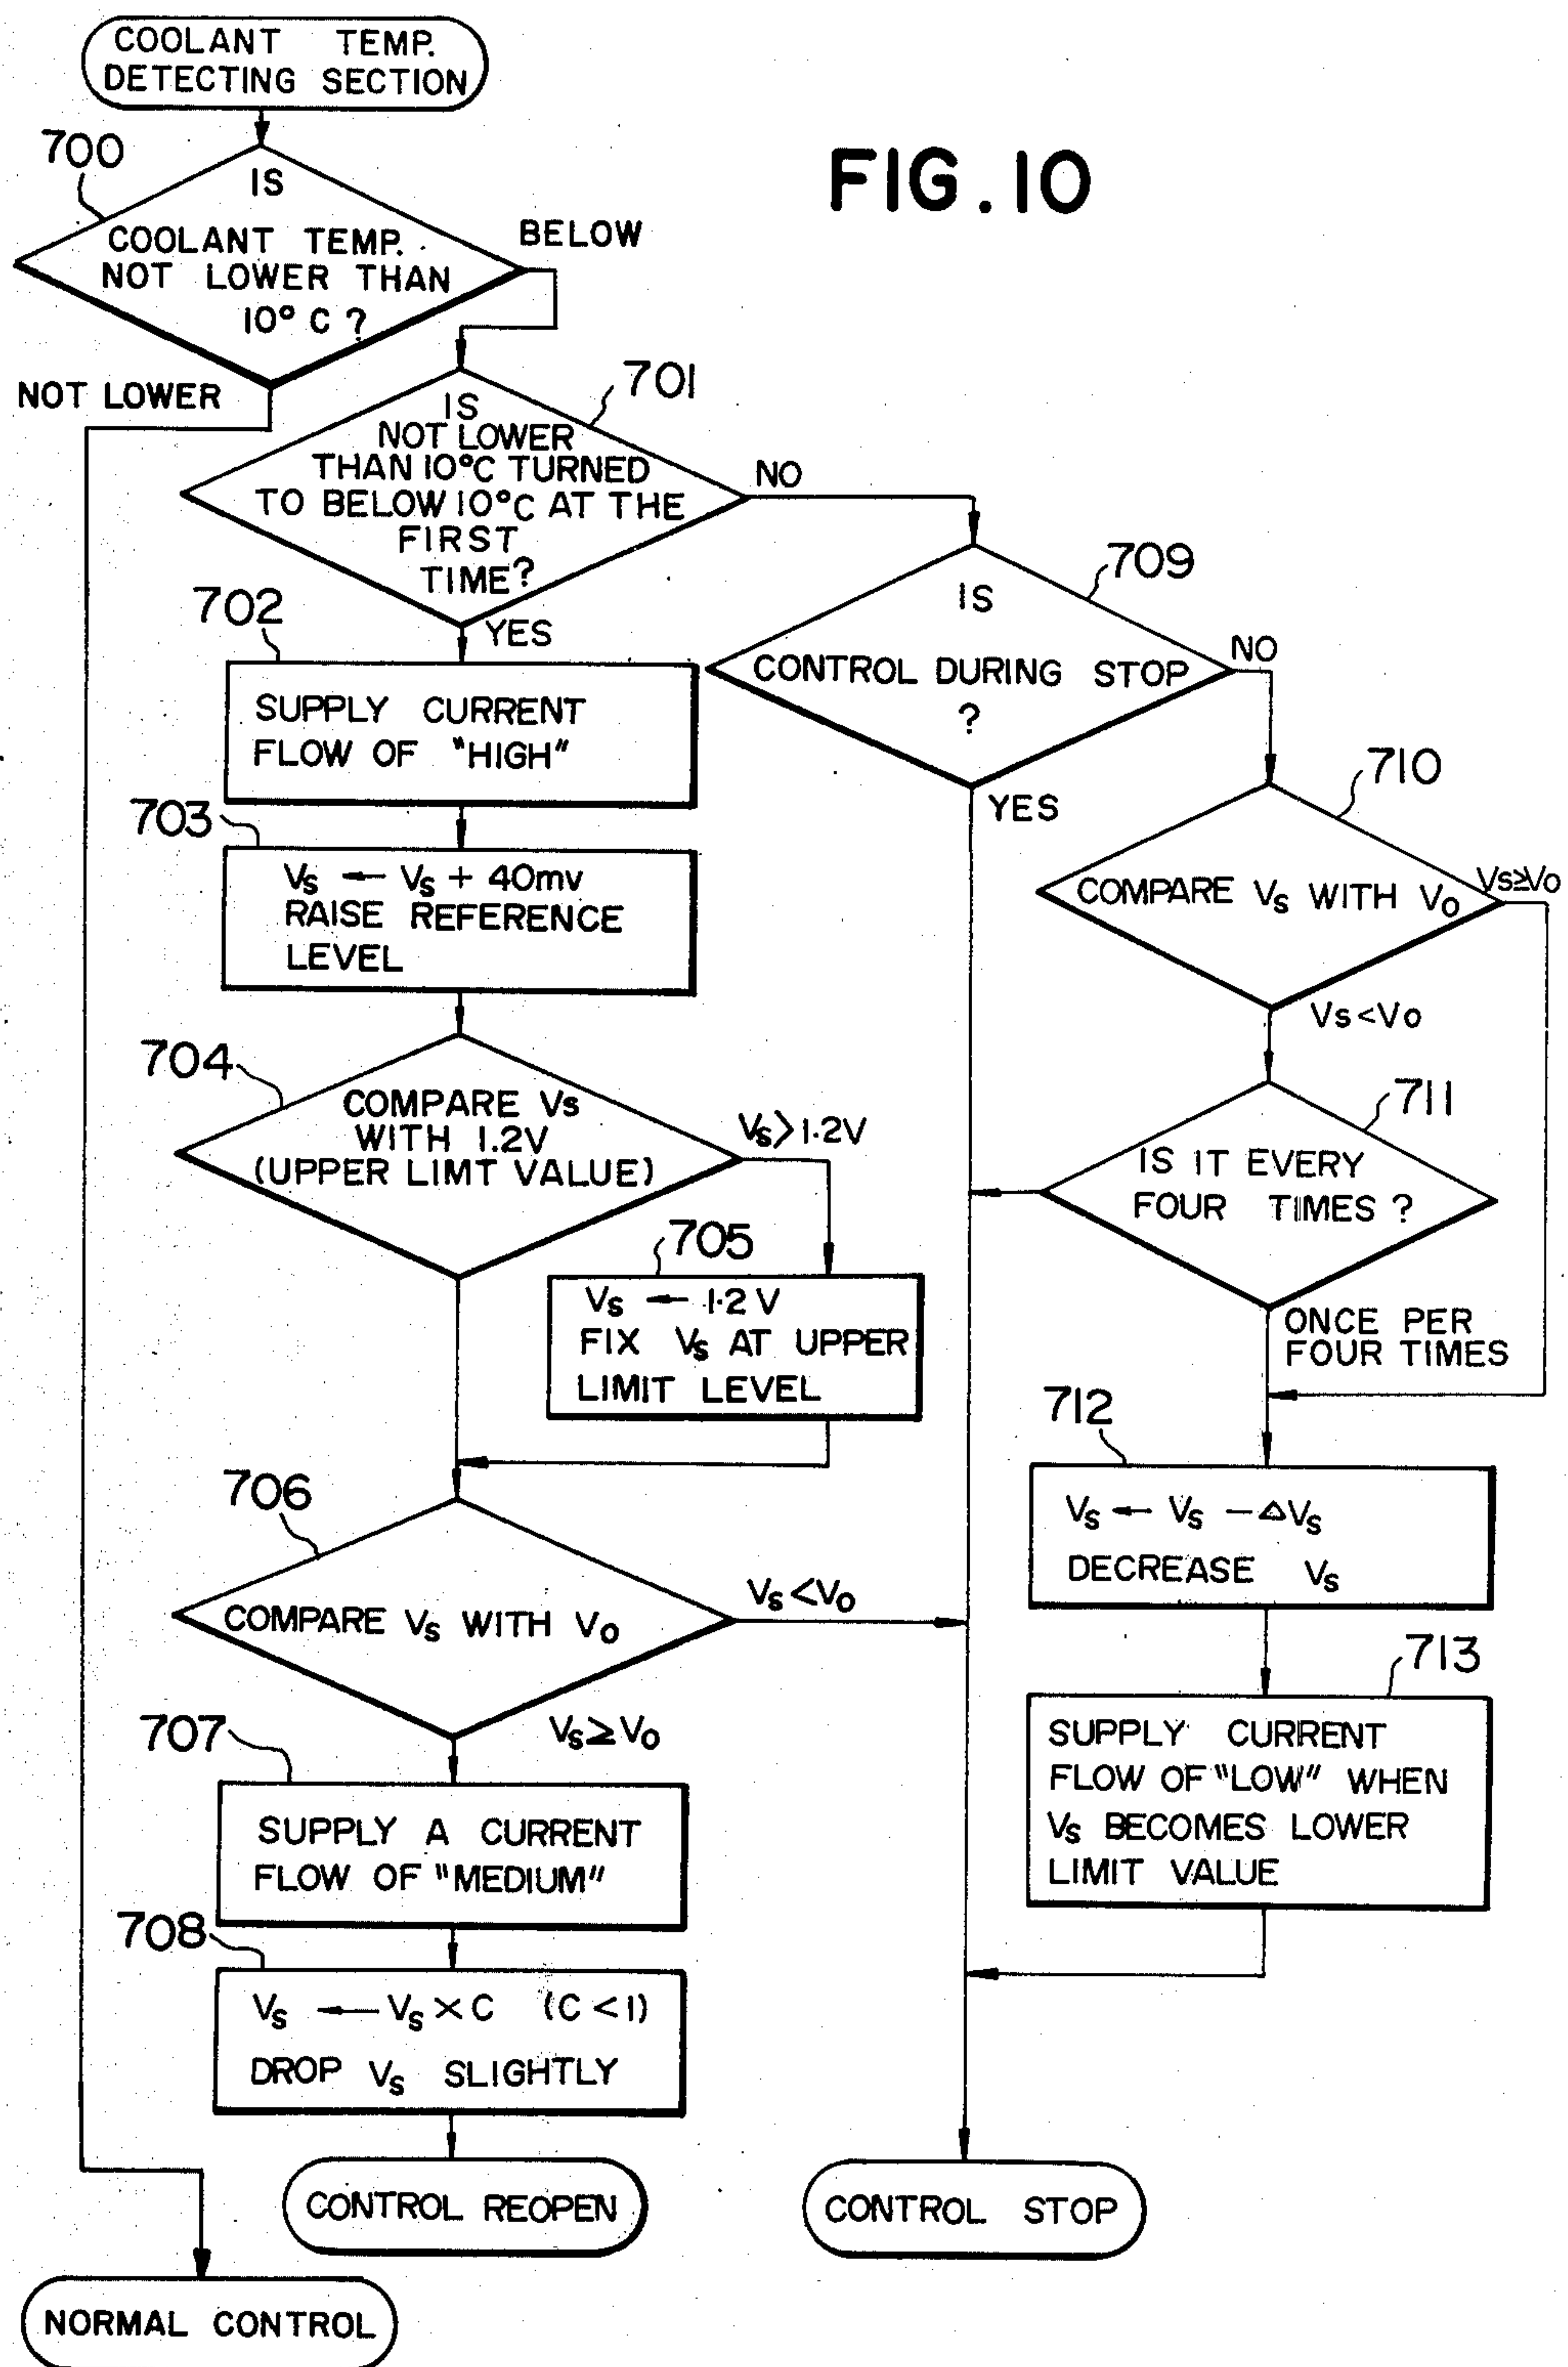 COOLANT TEMP.
DETECTING SECTION
FIG. 10
700
IS
COOLANT TEMP.
NOT LOWER THAN
10° C ?
BELOW
NOT LOWER
701
IS
NOT LOWER
THAN 10°C TURNED
TO BELOW 10°C AT THE
FIRST
TIME?
NO
YES
702
SUPPLY CURRENT
FLOW OF "HIGH"
703
Vs ← Vs + 40mv
RAISE REFERENCE
LEVEL
704
COMPARE Vs
WITH 1.2V
(UPPER LIMT VALUE)
Vs > 1.2V
705
Vs ← 1.2 V
FIX Vs AT UPPER
LIMIT LEVEL
706
COMPARE Vs WITH Vo
Vs < Vo
Vs ≥ Vo
707
SUPPLY A CURRENT
FLOW OF "MEDIUM"
708
Vs ← Vs × C (C < 1)
DROP Vs SLIGHTLY
CONTROL REOPEN
NORMAL CONTROL
709
IS
CONTROL DURING STOP
?
NO
YES
710
COMPARE Vs WITH Vo
Vs ≥ Vo
Vs < Vo
711
IS IT EVERY
FOUR TIMES ?
ONCE PER
FOUR TIMES
712
Vs ← Vs − ΔVs
DECREASE Vs
713
SUPPLY CURRENT
FLOW OF "LOW" WHEN
Vs BECOMES LOWER
LIMIT VALUE
CONTROL STOP